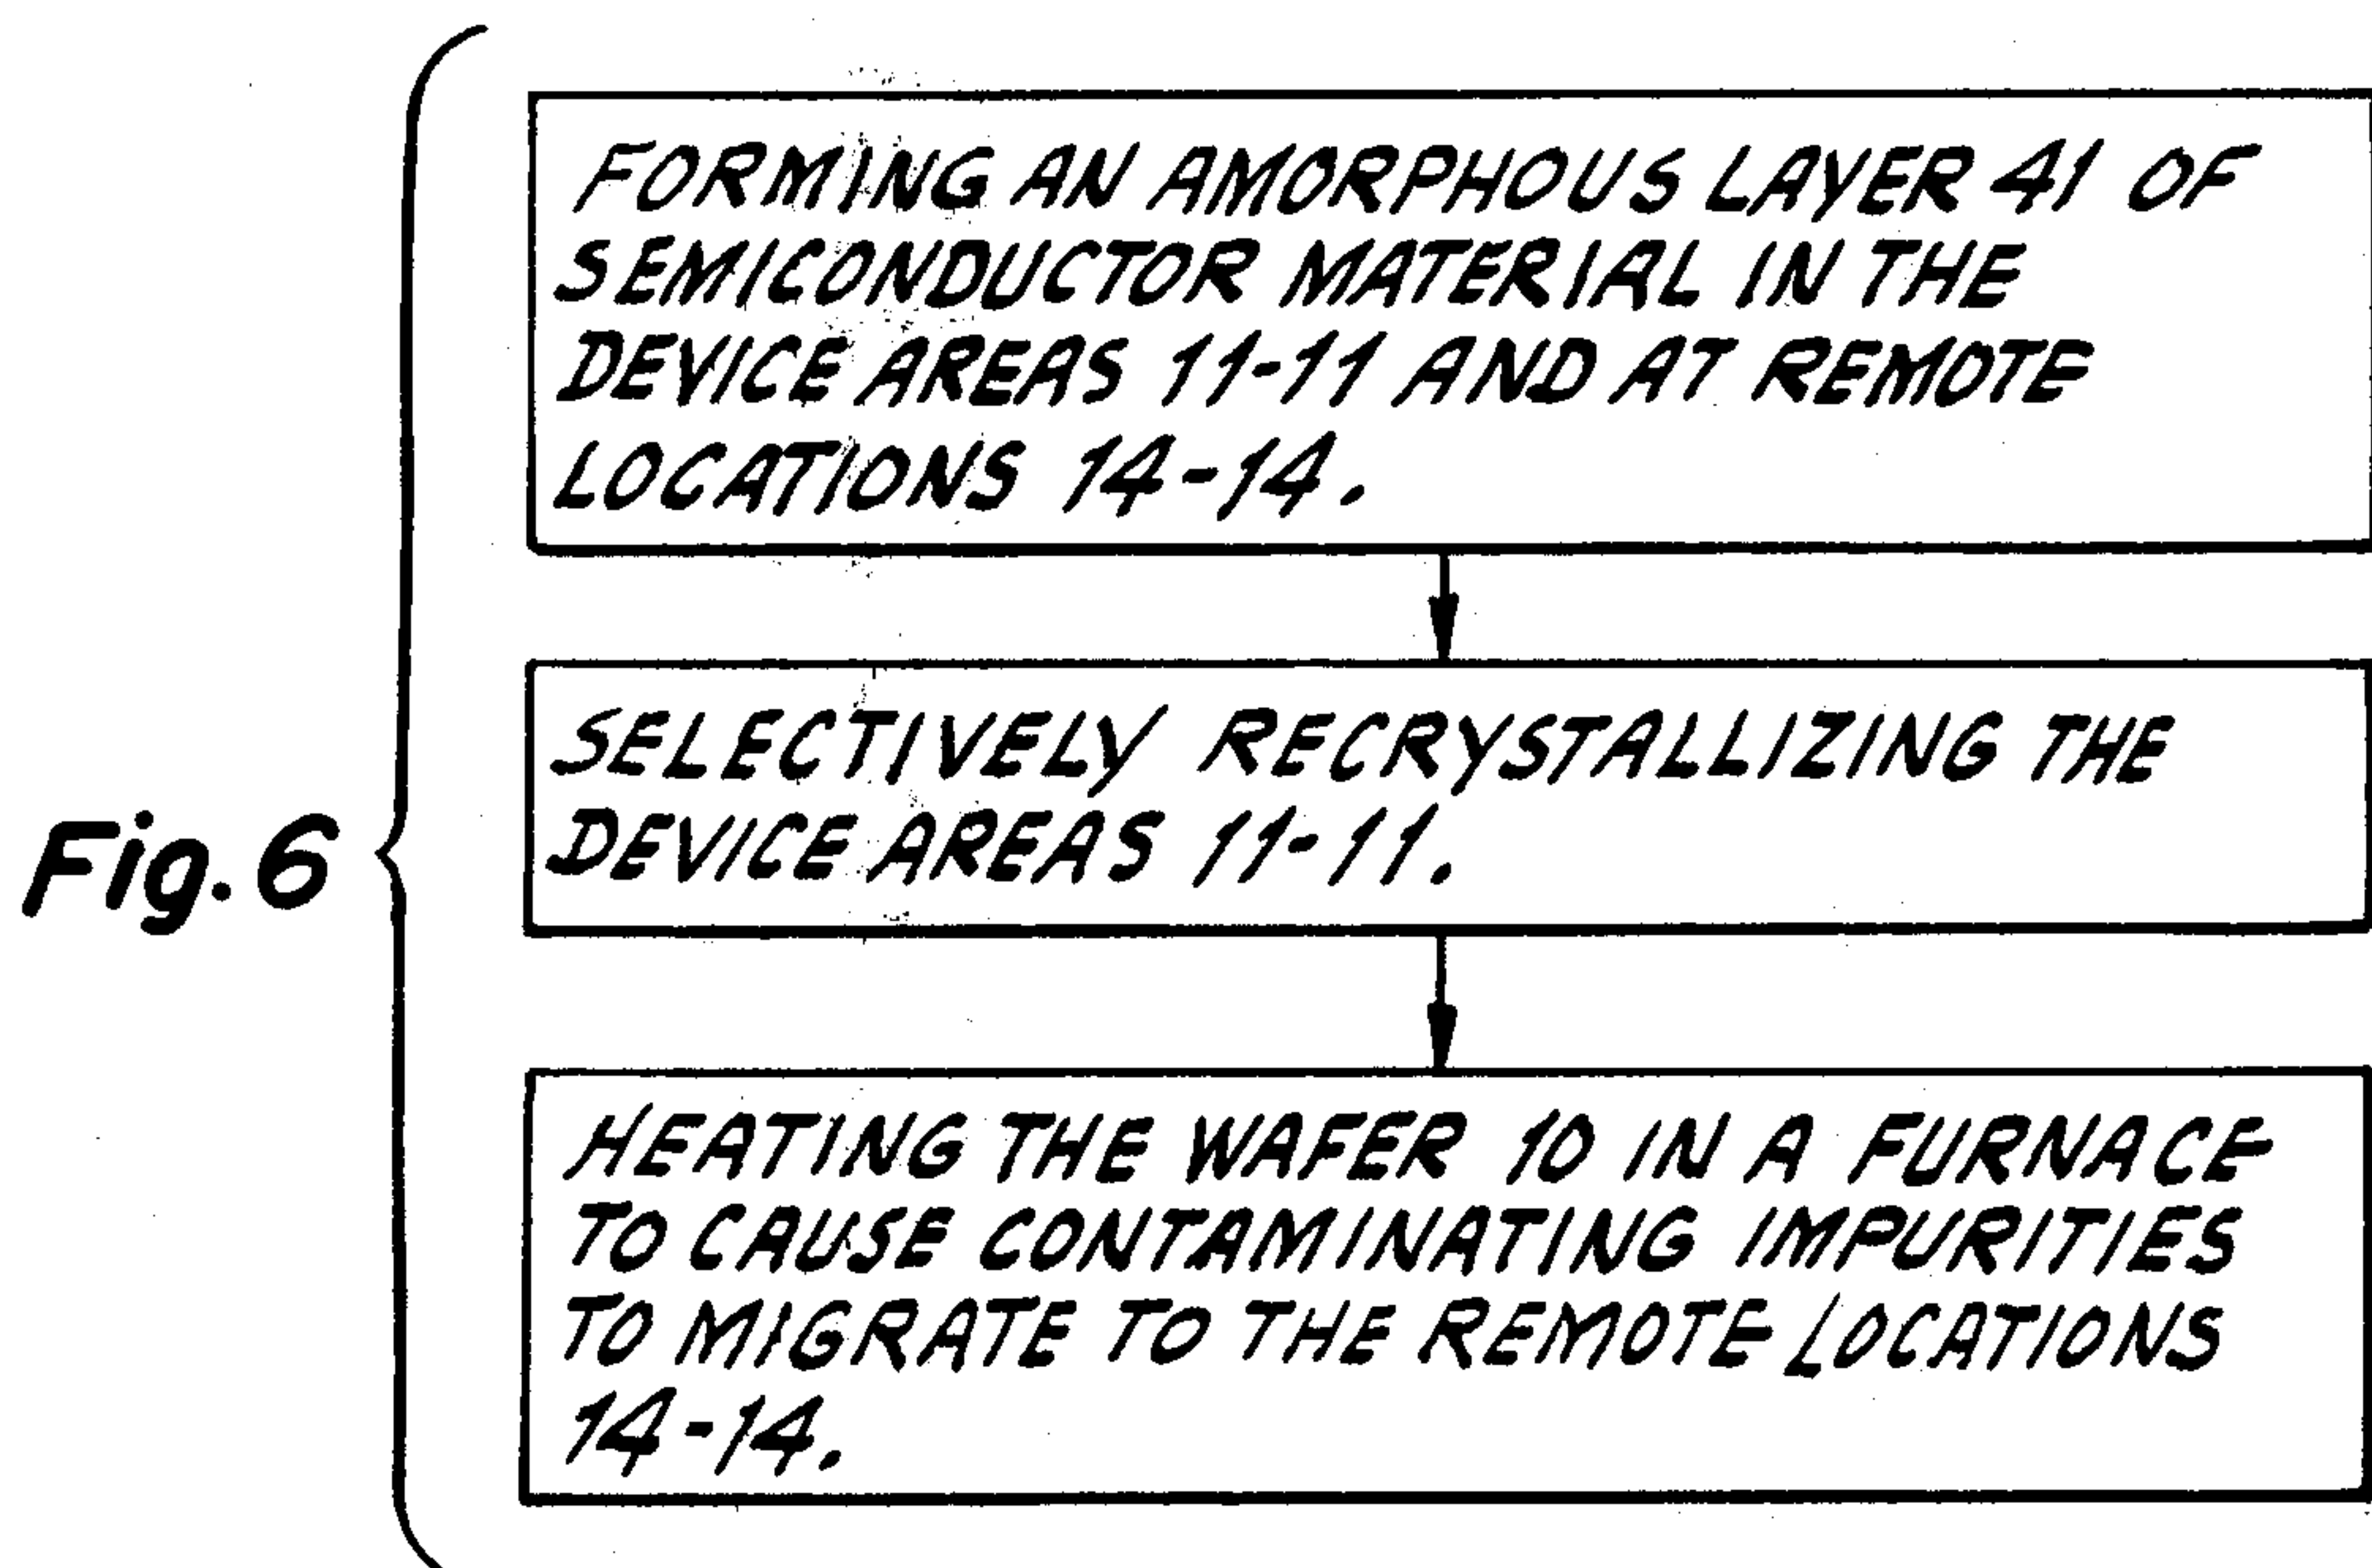 FORMING AN AMORPHOUS LAYER 41 OF
SEMICONDUCTOR MATERIAL IN THE
DEVICE AREAS 11-11 AND AT REMOTE
LOCATIONS 14-14.
SELECTIVELY RECRYSTALLIZING THE
DEVICE AREAS 11-11.
Fig. 6
HEATING THE WAFER 10 IN A FURNACE
TO CAUSE CONTAMINATING IMPURITIES
TO MIGRATE TO THE REMOTE LOCATIONS
14-14.